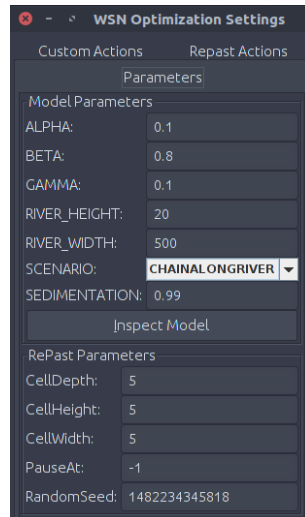 WSN Optimization Settings
Custom Actions Repast Actions
Parameters
Model Parameters
ALPHA: 0.1
BETA: 0.8
GAMMA: 0.1
RIVER_HEIGHT: 20
RIVER_WIDTH: 500
SCENARIO: CHAINALONGRIVER
SEDIMENTATION: 0.99
Inspect Model
RePast Parameters
CellDepth: 5
CellHeight: 5
CellWidth: 5
PauseAt: -1
RandomSeed: 1482234345818